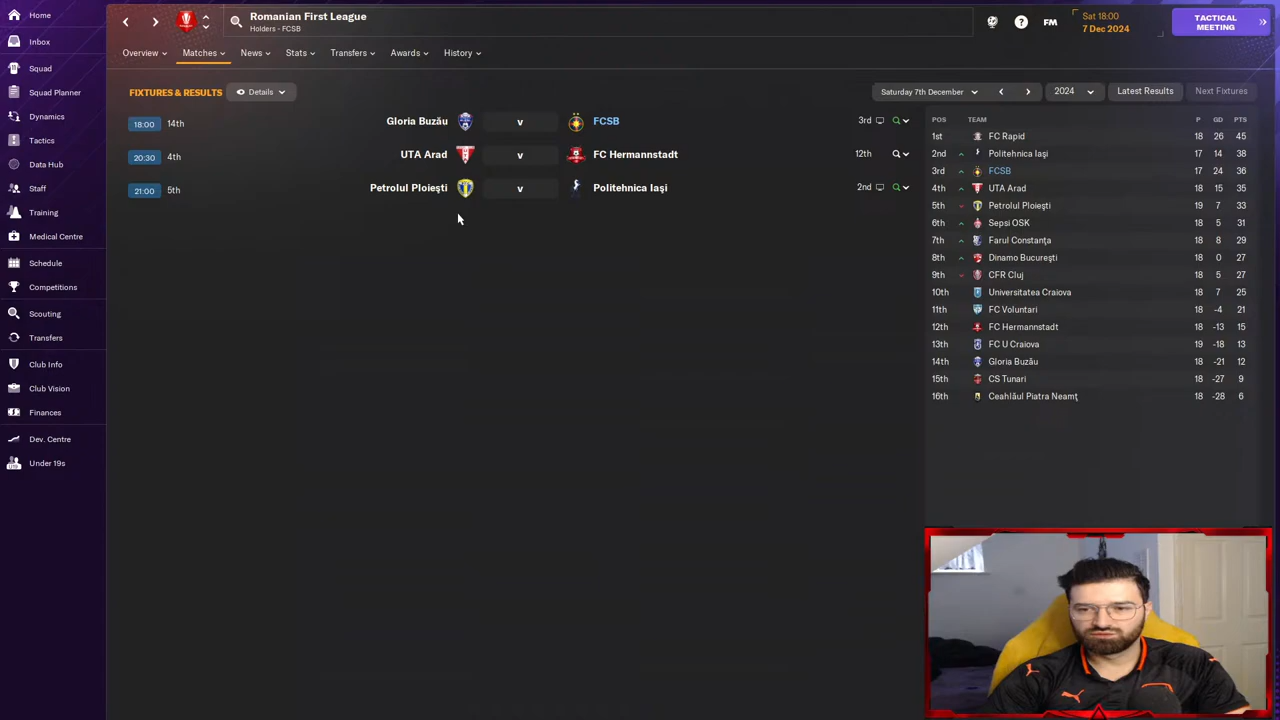 Home
Inbox
Squad
Squad Planner
Dynamics
Tactics
Data Hub
Staff
Training
Medical Centre
Schedule
Competitions
Scouting
Transfers
Club Info
Club Vision
Finances
Dev. Centre
Under 19s
Romanian First League
Holders - FCSB
FM
Sat 18:00
7 Dec 2024
TACTICAL
MEETING
Overview Matches News Stats Transfers Awards History
FIXTURES & RESULTS Details Saturday 7th December 2024 Latest Results Next Fixtures
18:00 14th Gloria Buzău v FCSB 3rd
20:30 4th UTA Arad v FC Hermannstadt 12th
21:00 5th Petrolul Ploieşti v Politehnica Iaşi 2nd
POS TEAM P GD PTS
1st FC Rapid 18 26 45
2nd Politehnica Iaşi 17 14 38
3rd FCSB 17 24 36
4th UTA Arad 18 15 35
5th Petrolul Ploieşti 19 7 33
6th Sepsi OSK 18 5 31
7th Farul Constanţa 18 8 29
8th Dinamo Bucureşti 18 0 27
9th CFR Cluj 18 5 27
10th Universitatea Craiova 18 7 25
11th FC Voluntari 18 -4 21
12th FC Hermannstadt 18 -13 15
13th FC U Craiova 19 -18 13
14th Gloria Buzău 18 -21 12
15th CS Tunari 18 -27 9
16th Ceahlăul Piatra Neamţ 18 -28 6